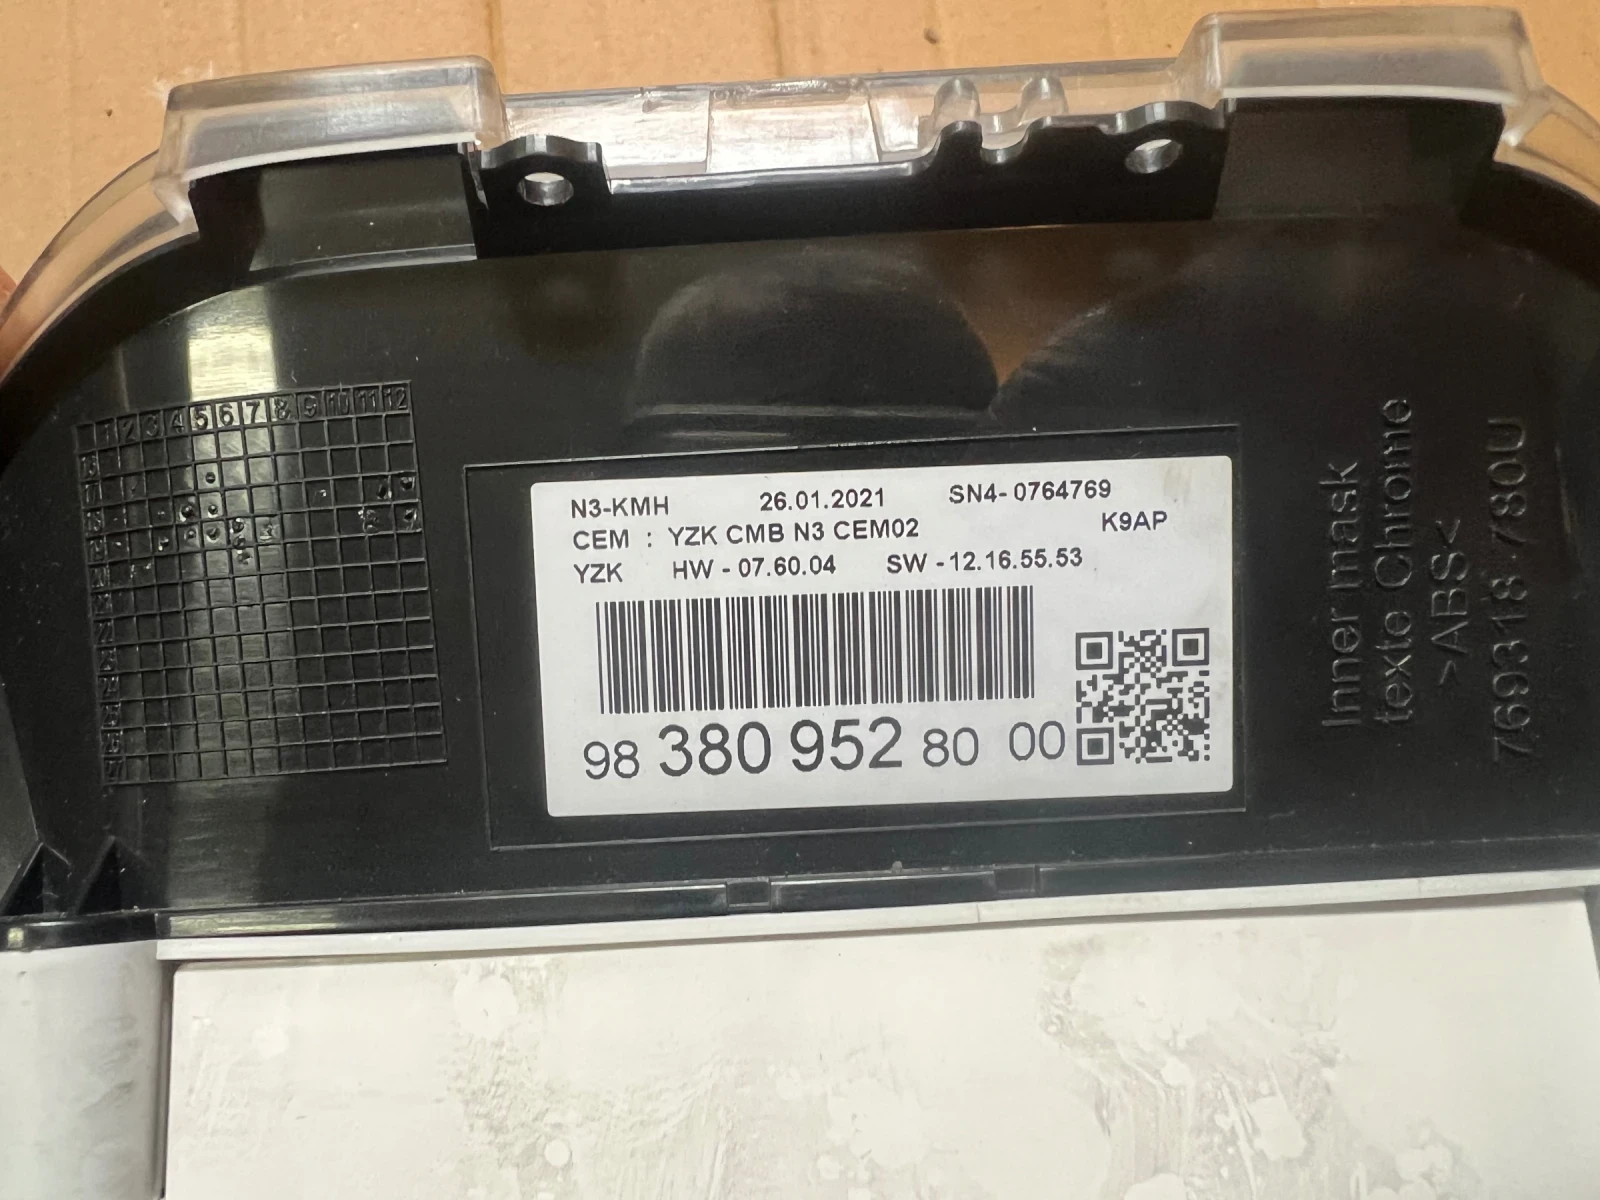 1 2 3 4 5 6 7 8 9 10 11 12
N3-KMH 26.01.2021 SN4- 0764769
CEM : YZK CMB N3 CEM02 K9AP
YZK HW - 07.60.04 SW -12.16.55.53
98 380 952 80 00
Inner mask
texte Chrome
>ABS<